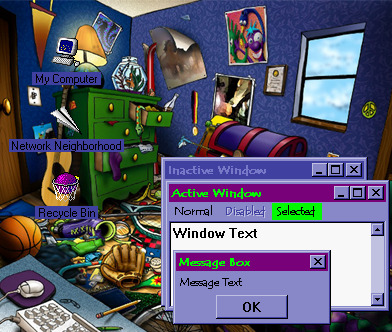 My Computer
Network Neighborhood
Recycle Bin
Inactive Window
Active Window
Normal Disabled Selected
Window Text
Message Box
Message Text
OK